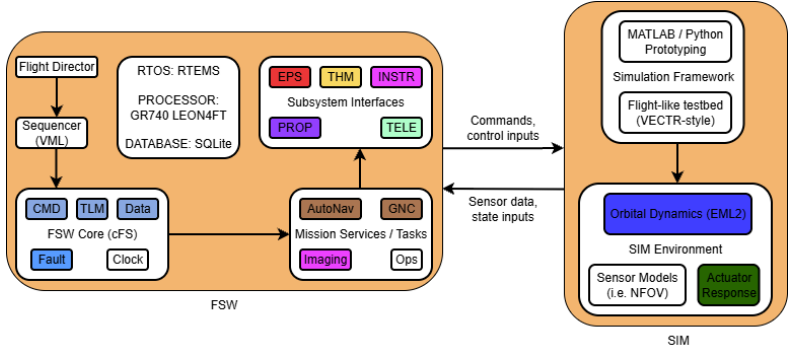 Flight Director
Sequencer
(VML)
RTOS: RTEMS
PROCESSOR:
GR740 LEON4FT
DATABASE: SQLite
EPS
THM
INSTR
Subsystem Interfaces
PROP
TELE
CMD
TLM
Data
FSW Core (cFS)
Fault
Clock
AutoNav
GNC
Mission Services / Tasks
Imaging
Ops
FSW
Commands,
control inputs
Sensor data,
state inputs
MATLAB / Python
Prototyping
Simulation Framework
Flight-like testbed
(VECTR-style)
Orbital Dynamics (EML2)
SIM Environment
Sensor Models
(i.e. NFOV)
Actuator
Response
SIM